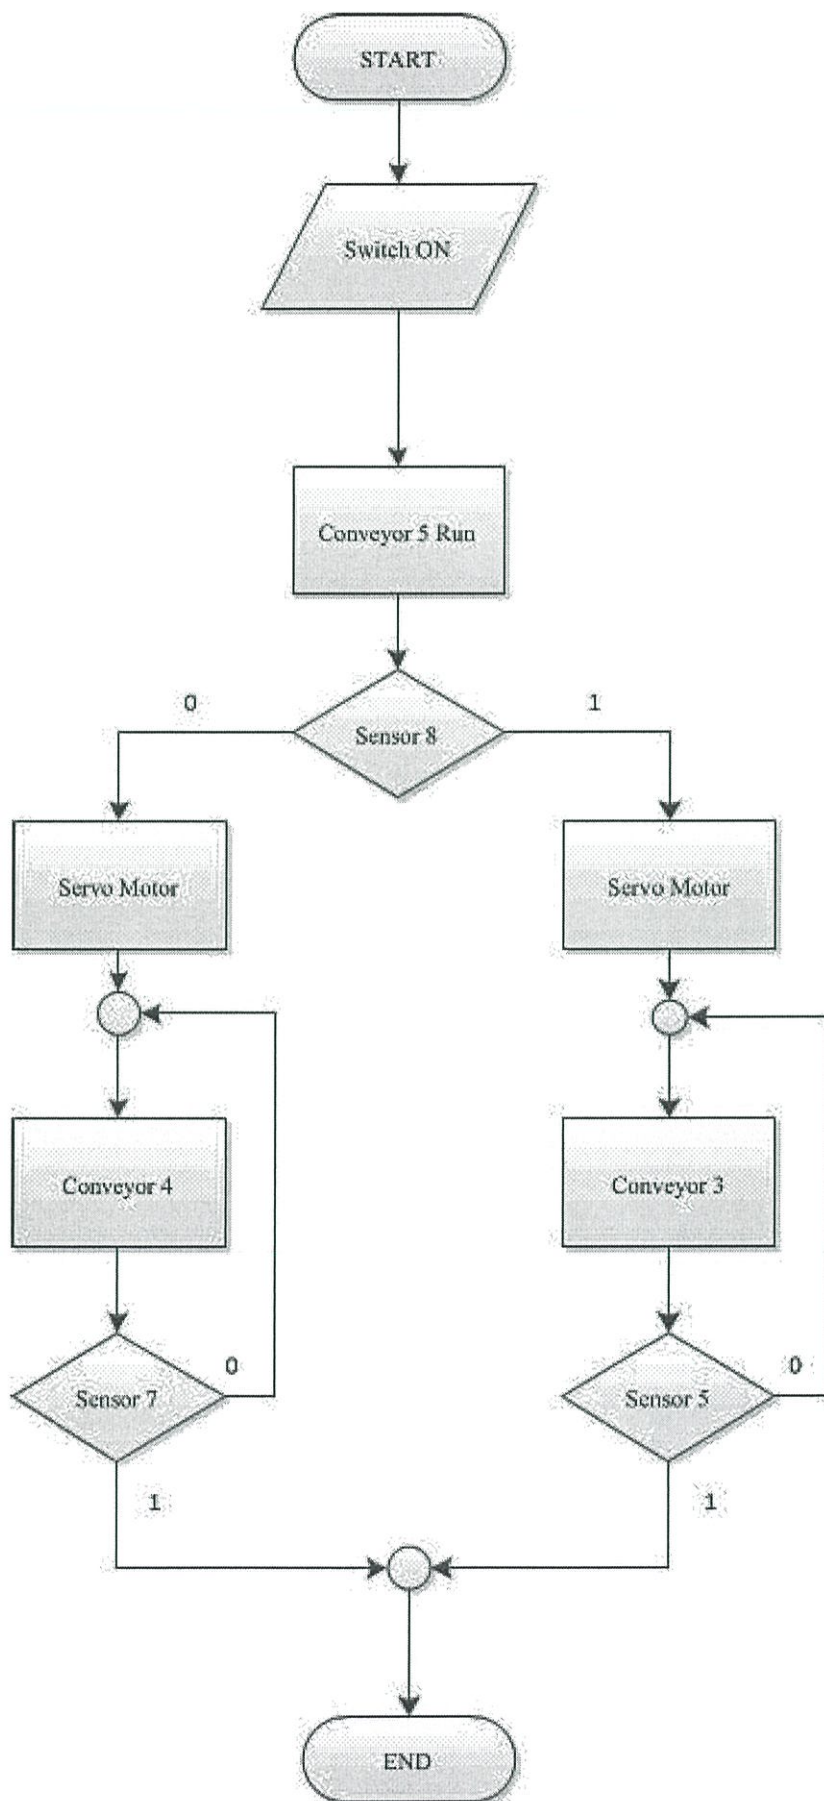 START
Switch ON
Conveyor 5 Run
Sensor 8
0
1
Servo Motor
Servo Motor
Conveyor 4
Conveyor 3
Sensor 7
0
Sensor 5
0
1
1
END